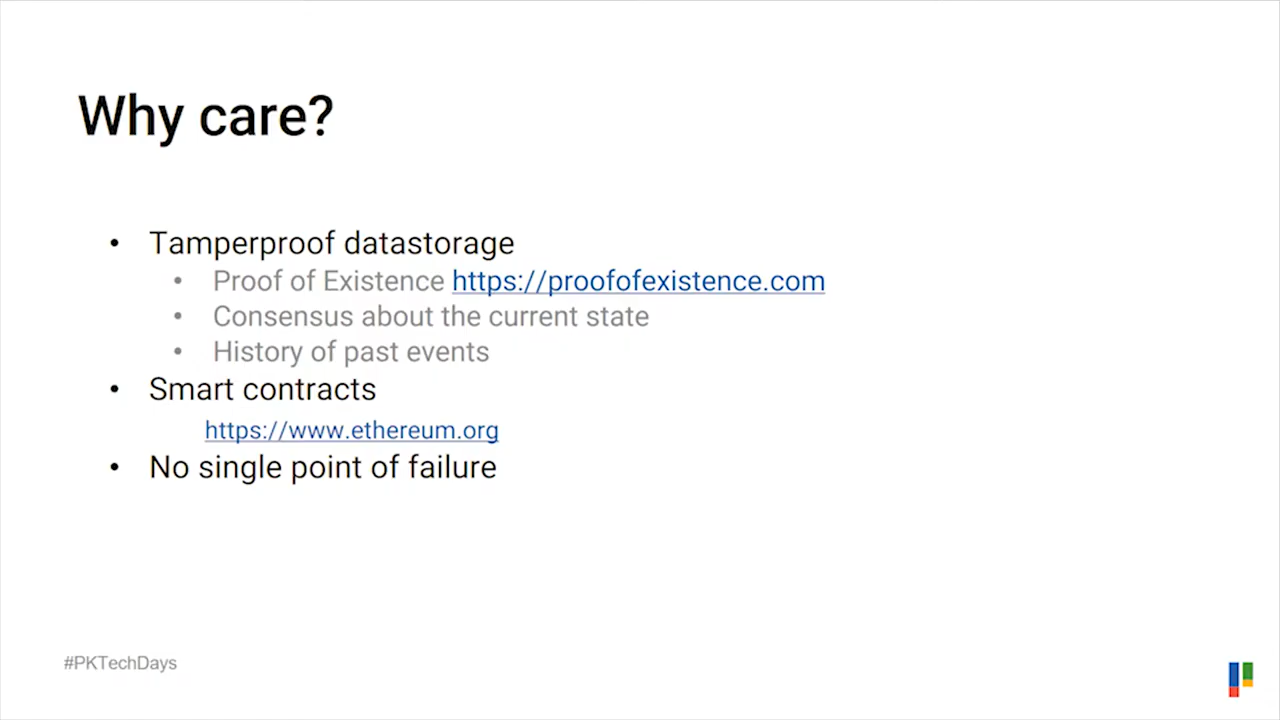 Why care?
• Tamperproof datastorage
• Proof of Existence https://proofofexistence.com
• Consensus about the current state
• History of past events
• Smart contracts
https://www.ethereum.org
• No single point of failure
#PKTechDays